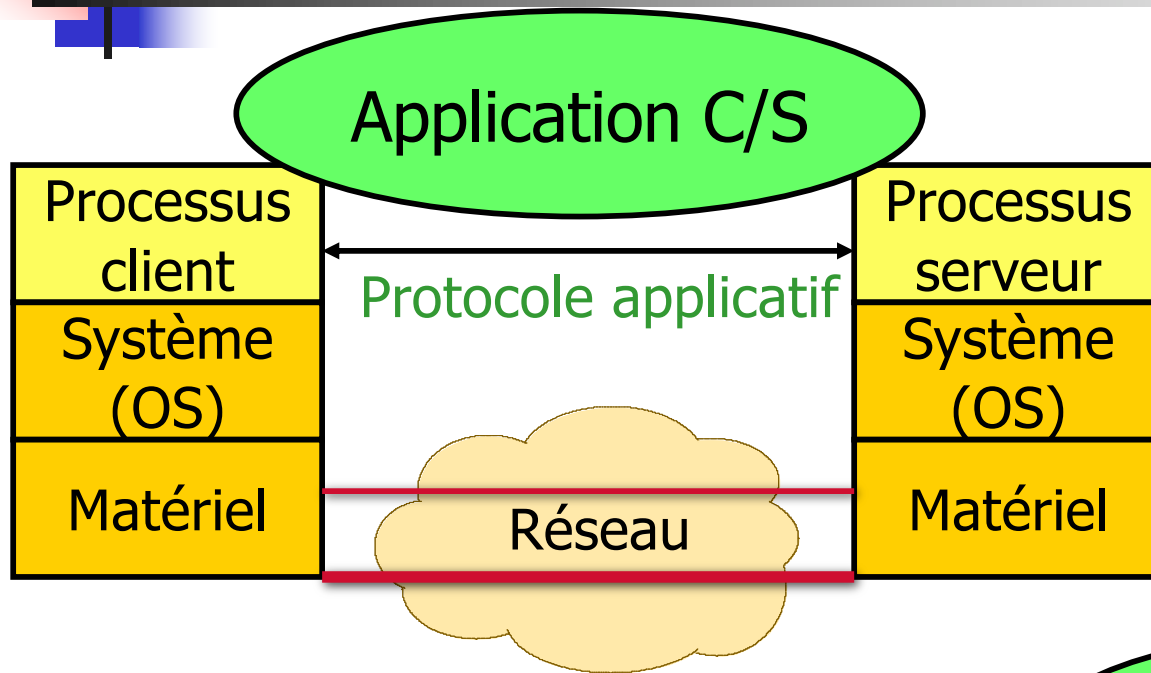 Application C/S
Processus
client
Système
(OS)
Matériel
Protocole applicatif
Réseau
Processus
serveur
Système
(OS)
Matériel